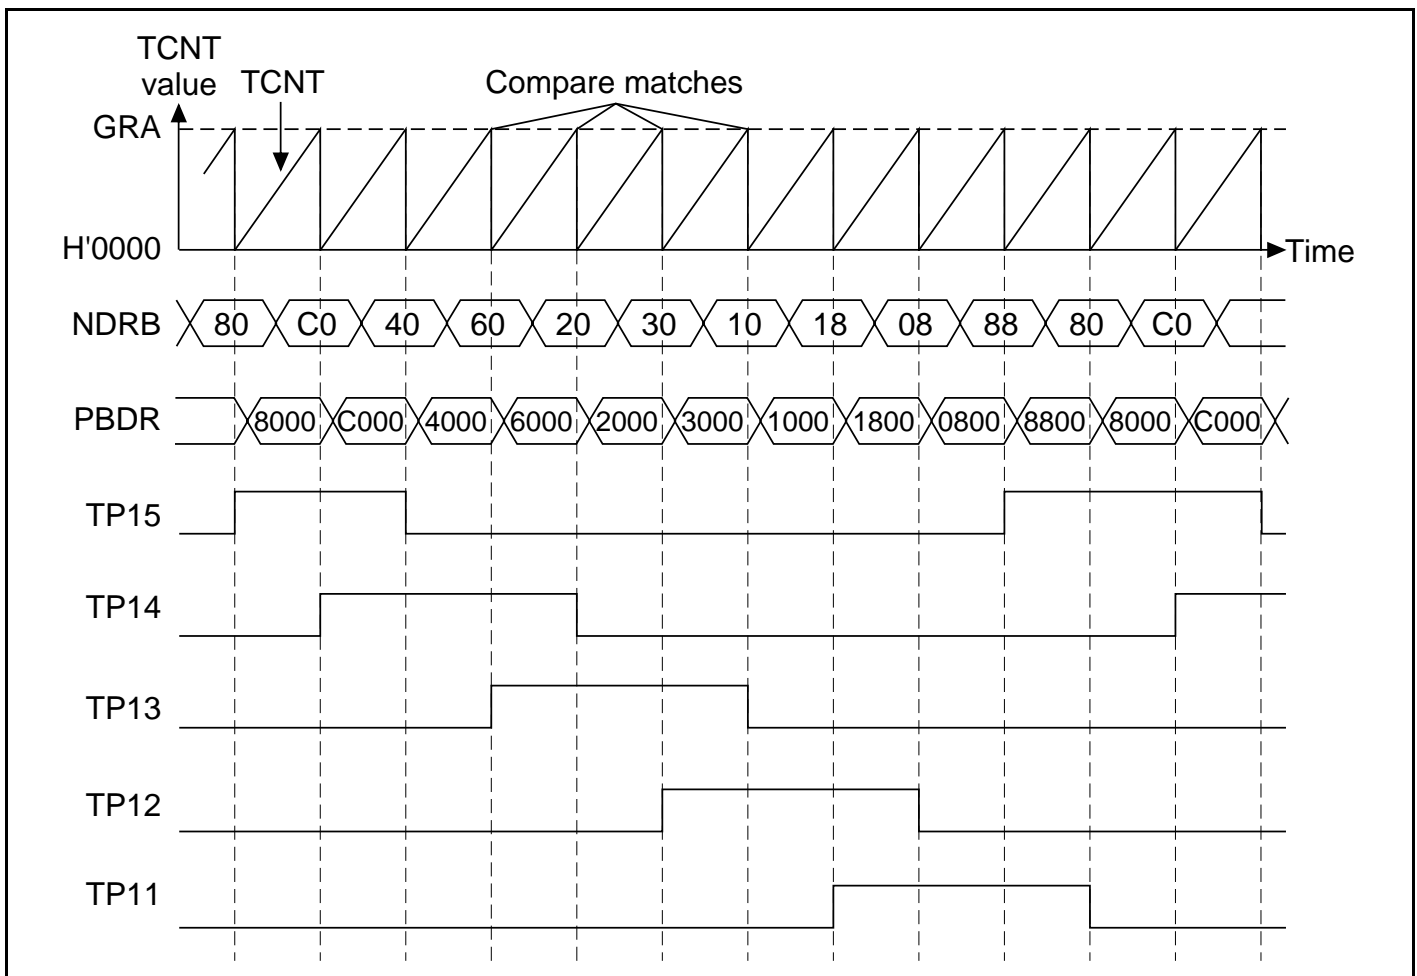 TCNT
value
TCNT
Compare matches
GRA
H'0000
Time
NDRB 80 C0 40 60 20 30 10 18 08 88 80 C0
PBDR 8000 C000 4000 6000 2000 3000 1000 1800 0800 8800 8000 C000
TP15
TP14
TP13
TP12
TP11